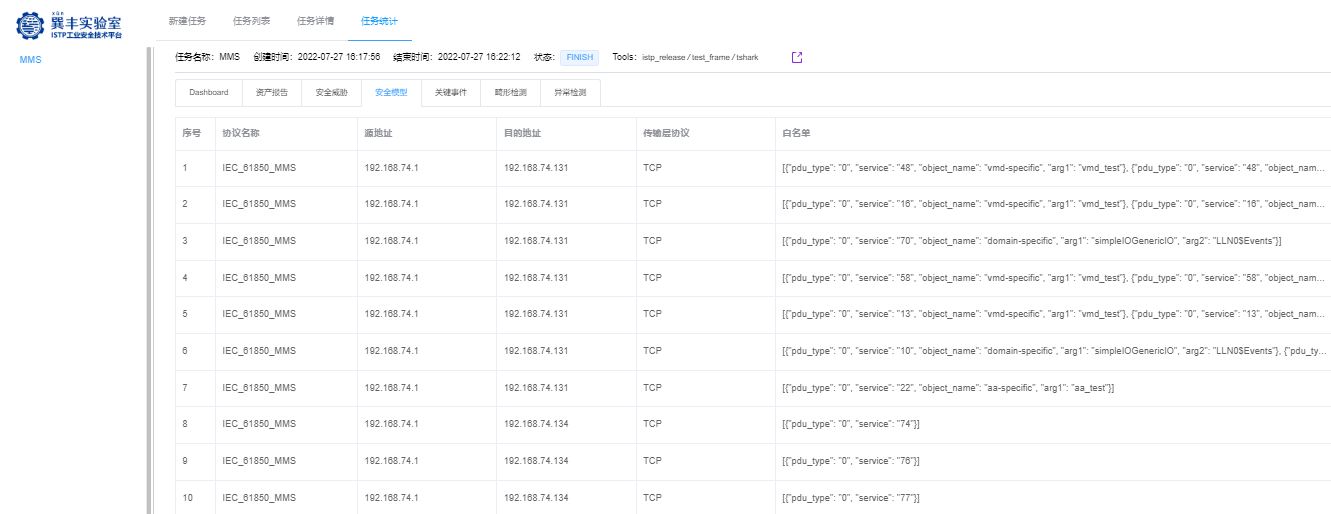 xùn
巽丰实验室
ISTP工业安全技术平台
新建任务 任务列表 任务详情 任务统计
MMS
任务名称: MMS 创建时间: 2022-07-27 16:17:56 结束时间: 2022-07-27 16:22:12 状态: FINISH Tools: istp_release / test_frame / tshark
Dashboard 资产报告 安全威胁 安全模型 关键事件 畸形检测 异常检测
序号 协议名称 源地址 目的地址 传输层协议 白名单
1 IEC_61850_MMS 192.168.74.1 192.168.74.131 TCP [{"pdu_type": "0", "service": "48", "object_name": "vmd-specific", "arg1": "vmd_test"}, {"pdu_type": "0", "service": "48", "object_nam...
2 IEC_61850_MMS 192.168.74.1 192.168.74.131 TCP [{"pdu_type": "0", "service": "16", "object_name": "vmd-specific", "arg1": "vmd_test"}, {"pdu_type": "0", "service": "16", "object_nam...
3 IEC_61850_MMS 192.168.74.1 192.168.74.131 TCP [{"pdu_type": "0", "service": "70", "object_name": "domain-specific", "arg1": "simpleIOGenericIO", "arg2": "LLN0$Events"}]
4 IEC_61850_MMS 192.168.74.1 192.168.74.131 TCP [{"pdu_type": "0", "service": "58", "object_name": "vmd-specific", "arg1": "vmd_test"}, {"pdu_type": "0", "service": "58", "object_nam...
5 IEC_61850_MMS 192.168.74.1 192.168.74.131 TCP [{"pdu_type": "0", "service": "13", "object_name": "vmd-specific", "arg1": "vmd_test"}, {"pdu_type": "0", "service": "13", "object_nam...
6 IEC_61850_MMS 192.168.74.1 192.168.74.131 TCP [{"pdu_type": "0", "service": "10", "object_name": "domain-specific", "arg1": "simpleIOGenericIO", "arg2": "LLN0$Events"}, {"pdu_ty...
7 IEC_61850_MMS 192.168.74.1 192.168.74.131 TCP [{"pdu_type": "0", "service": "22", "object_name": "aa-specific", "arg1": "aa_test"}]
8 IEC_61850_MMS 192.168.74.1 192.168.74.134 TCP [{"pdu_type": "0", "service": "74"}]
9 IEC_61850_MMS 192.168.74.1 192.168.74.134 TCP [{"pdu_type": "0", "service": "76"}]
10 IEC_61850_MMS 192.168.74.1 192.168.74.134 TCP [{"pdu_type": "0", "service": "77"}]